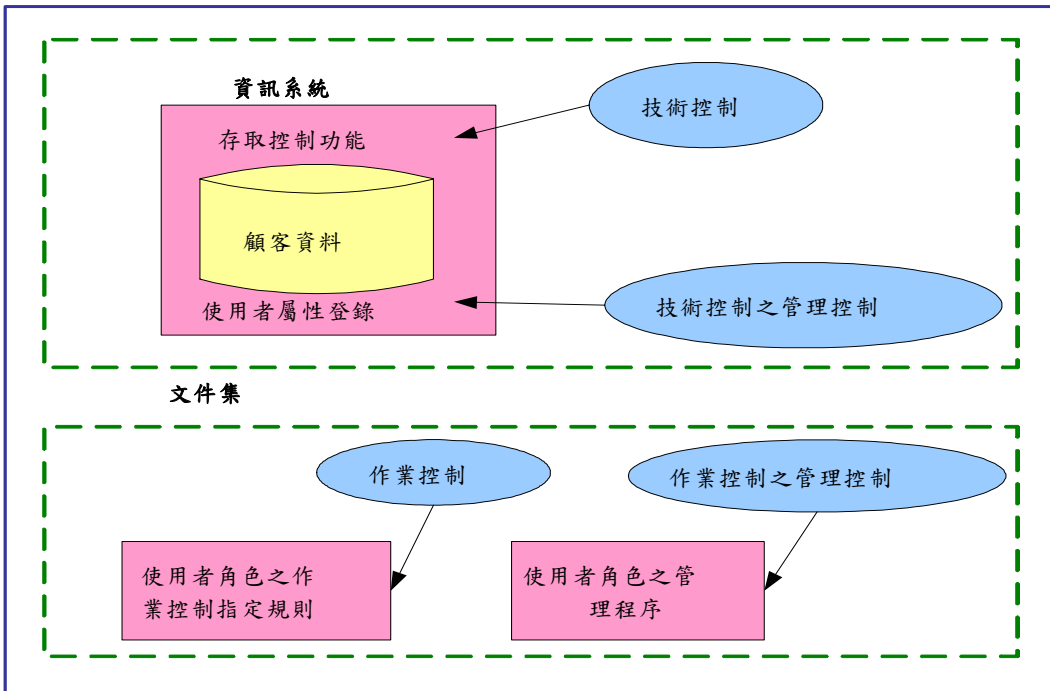 資訊系統
技術控制
存取控制功能
顧客資料
使用者屬性登錄
技術控制之管理控制
文件集
作業控制
作業控制之管理控制
使用者角色之作
業控制指定規則
使用者角色之管
理程序